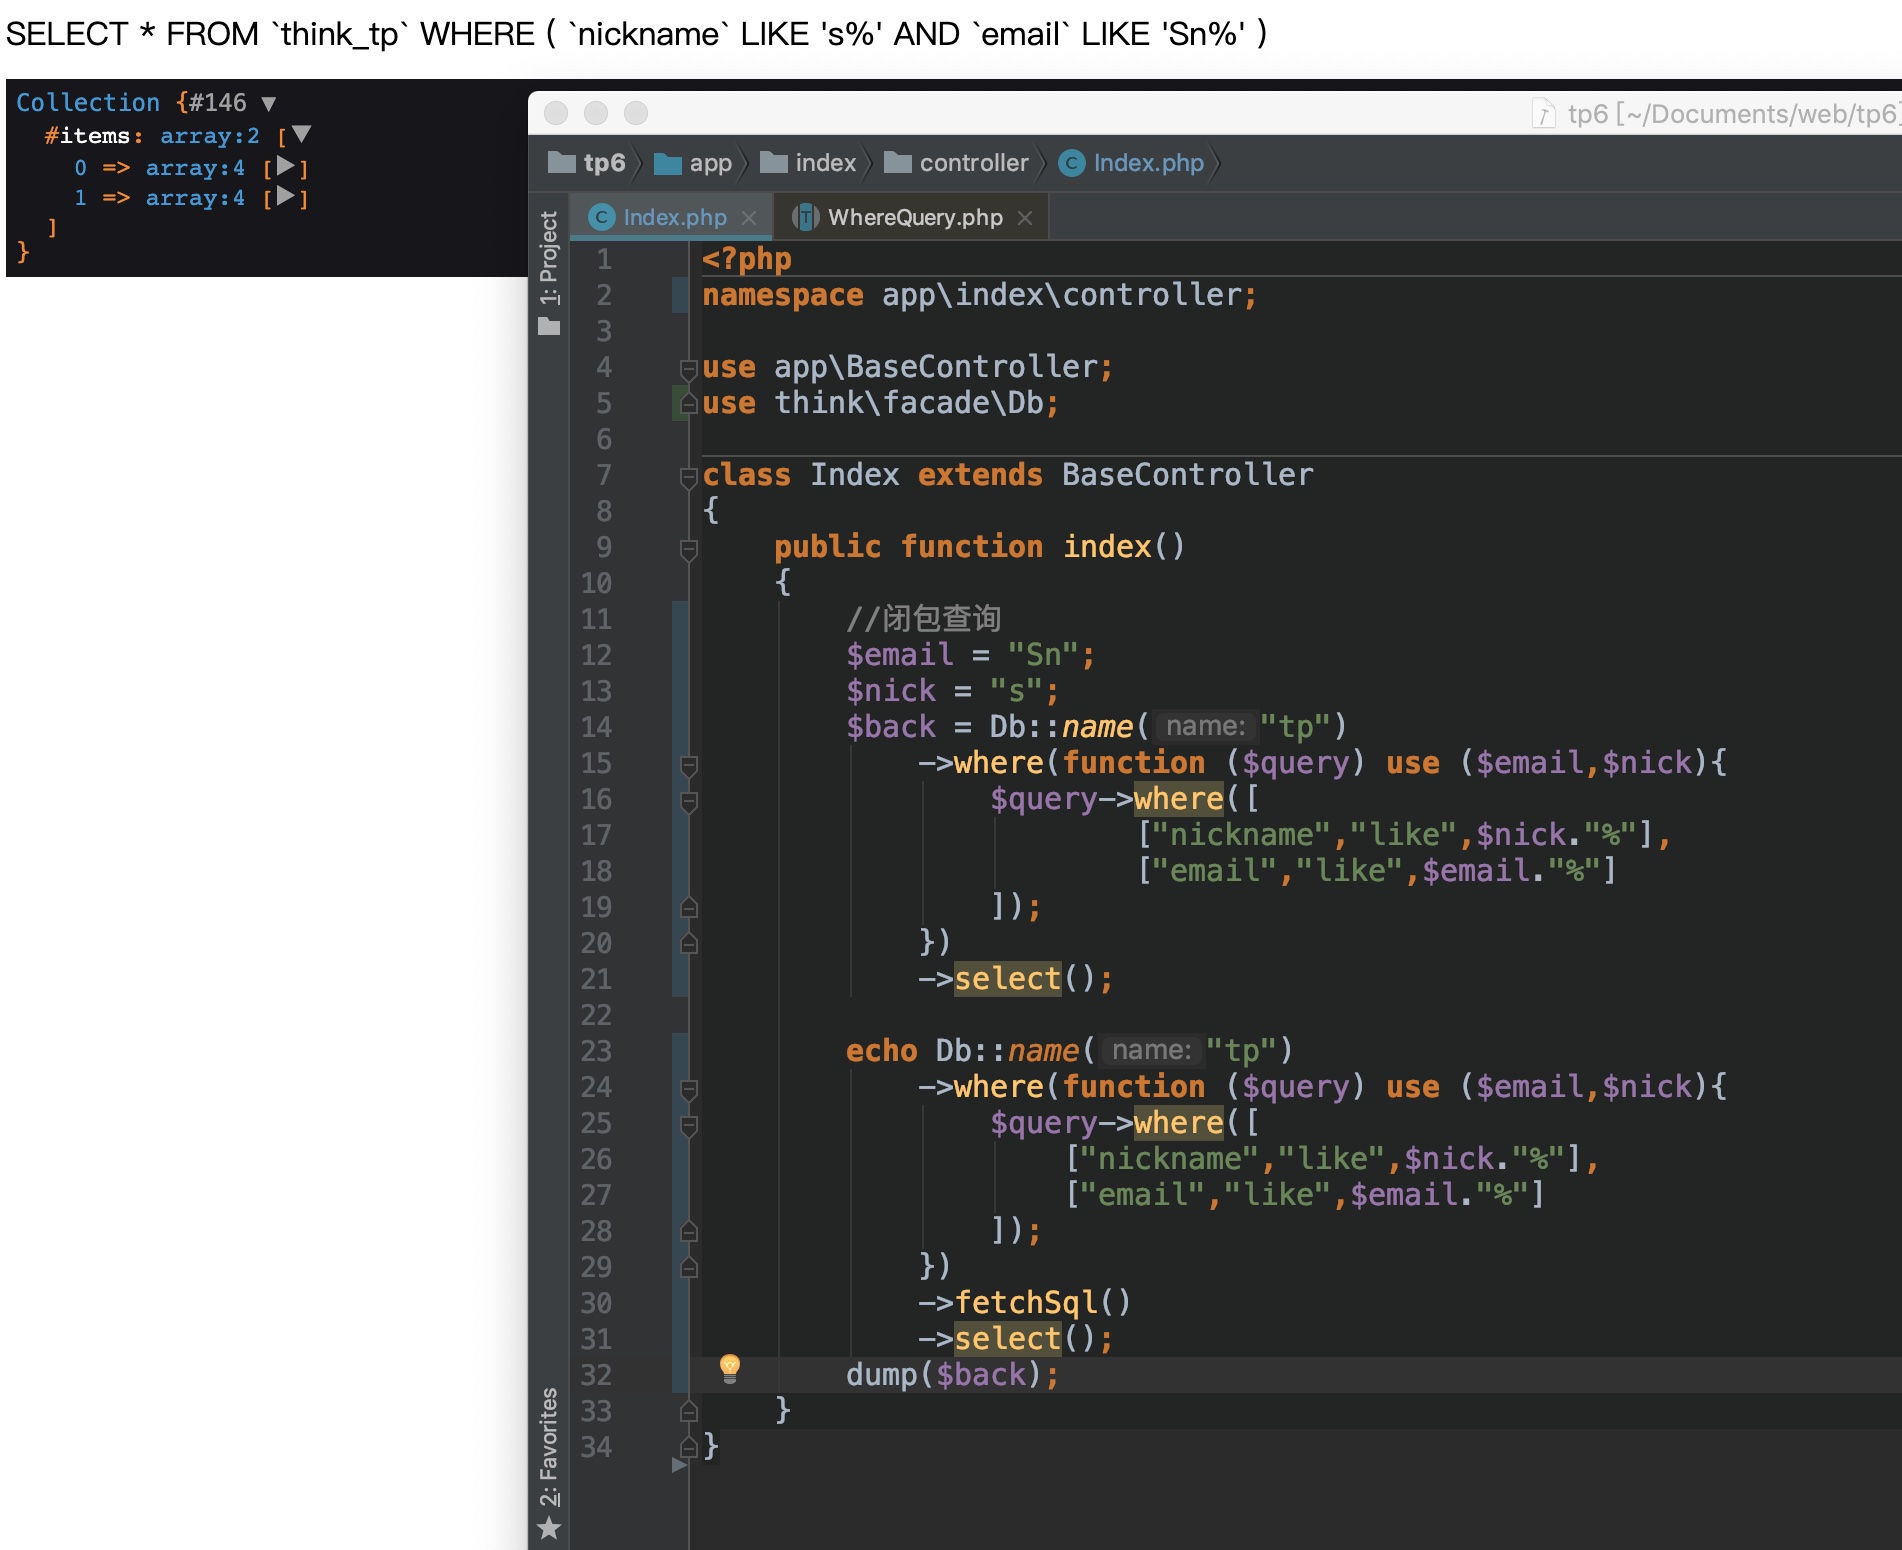 SELECT * FROM `think_tp` WHERE ( `nickname` LIKE 's%' AND `email` LIKE 'Sn%' )
Collection {#146 ▼
#items: array:2 [▼
0 => array:4 [▶]
1 => array:4 [▶]
]
}
tp6 [~/Documents/web/tp6]
tp6 app index controller Index.php
Index.php WhereQuery.php
1: Project
2: Favorites
1 <?php
2 namespace app\index\controller;
3
4 use app\BaseController;
5 use think\facade\Db;
6
7 class Index extends BaseController
8 {
9 public function index()
10 {
11 //闭包查询
12 $email = "Sn";
13 $nick = "s";
14 $back = Db::name( name: "tp")
15 ->where(function ($query) use ($email,$nick){
16 $query->where([
17 ["nickname","like",$nick."%"],
18 ["email","like",$email."%"]
19 ]);
20 })
21 ->select();
22
23 echo Db::name( name: "tp")
24 ->where(function ($query) use ($email,$nick){
25 $query->where([
26 ["nickname","like",$nick."%"],
27 ["email","like",$email."%"]
28 ]);
29 })
30 ->fetchSql()
31 ->select();
32 dump($back);
33 }
34 }